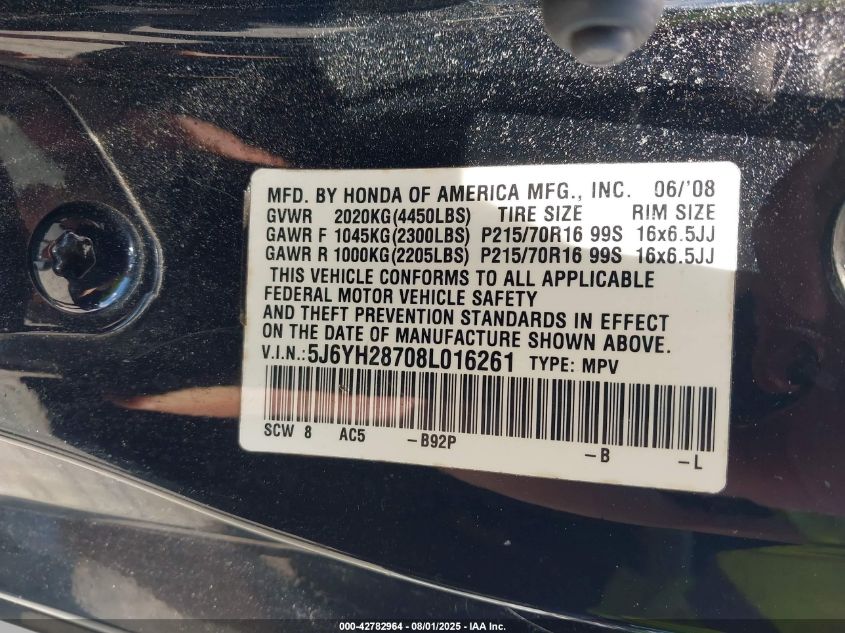 MFD. BY HONDA OF AMERICA MFG., INC. 06/'08
GVWR 2020KG(4450LBS) TIRE SIZE RIM SIZE
GAWR F 1045KG(2300LBS) P215/70R16 99S 16x6.5JJ
GAWR R 1000KG(2205LBS) P215/70R16 99S 16x6.5JJ
THIS VEHICLE CONFORMS TO ALL APPLICABLE
FEDERAL MOTOR VEHICLE SAFETY
AND THEFT PREVENTION STANDARDS IN EFFECT
ON THE DATE OF MANUFACTURE SHOWN ABOVE.
V.I.N.: 5J6YH28708L016261 TYPE: MPV
SCW 8 AC5 -B92P -B -L
000-42782964 - 08/01/2025 - IAA Inc.